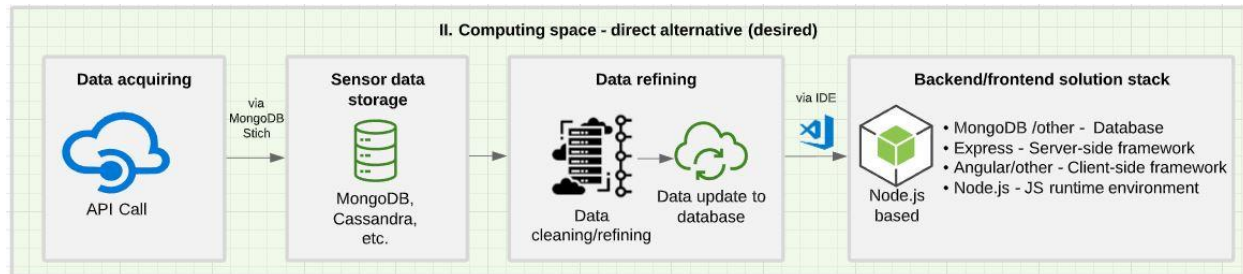 II. Computing space - direct alternative (desired)
Data acquiring
API Call
via
MongoDB
Stich
Sensor data
storage
MongoDB,
Cassandra,
etc.
Data refining
Data
cleaning/refining
Data update to
database
via IDE
Backend/frontend solution stack
Node.js
based
• MongoDB /other - Database
• Express - Server-side framework
• Angular/other - Client-side framework
• Node.js - JS runtime environment